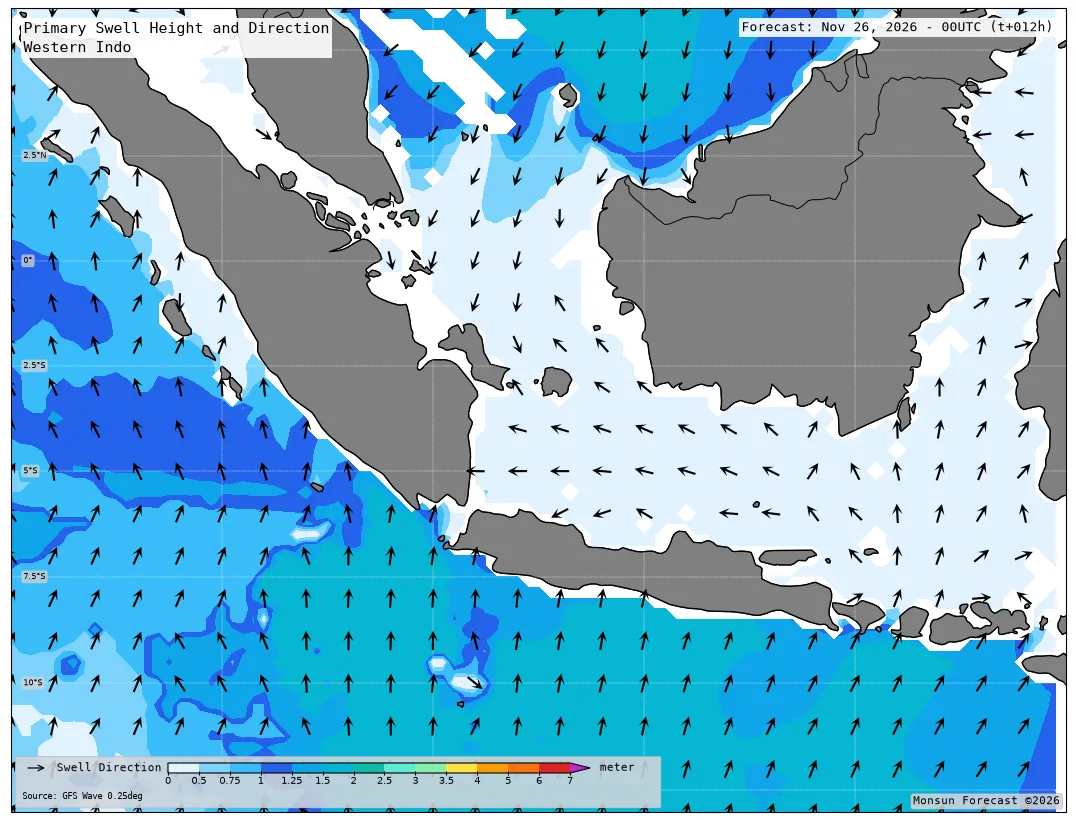 Primary Swell Height and Direction
Western Indo
Forecast: Nov 26, 2026 - 00UTC (t+012h)
2.5°N
0°
2.5°S
5°S
7.5°S
10°S
Swell Direction
meter
0 0.5 0.75 1 1.25 1.5 2 2.5 3 3.5 4 5 6 7
Source: GFS Wave 0.25deg
Monsun Forecast ©2026